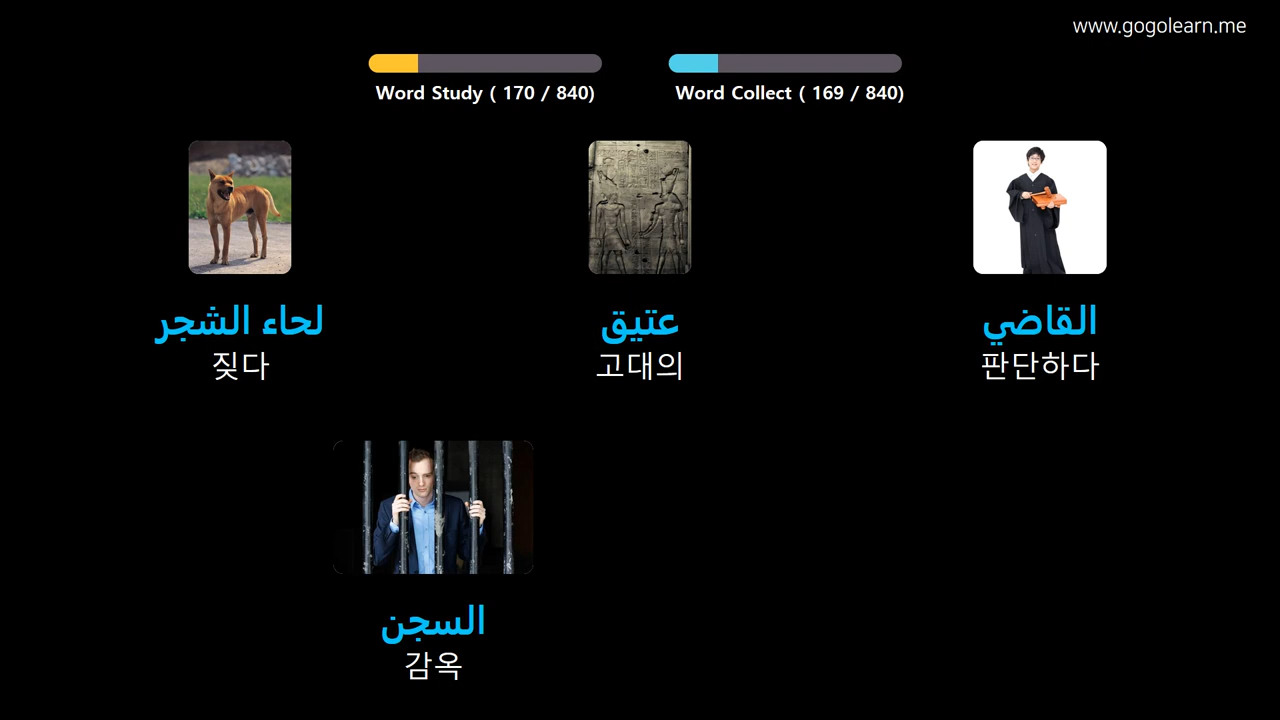 www.gogolearn.me
Word Study ( 170 / 840)
Word Collect ( 169 / 840)
لحاء الشجر
짖다
عتيق
고대의
القاضي
판단하다
السجن
감옥